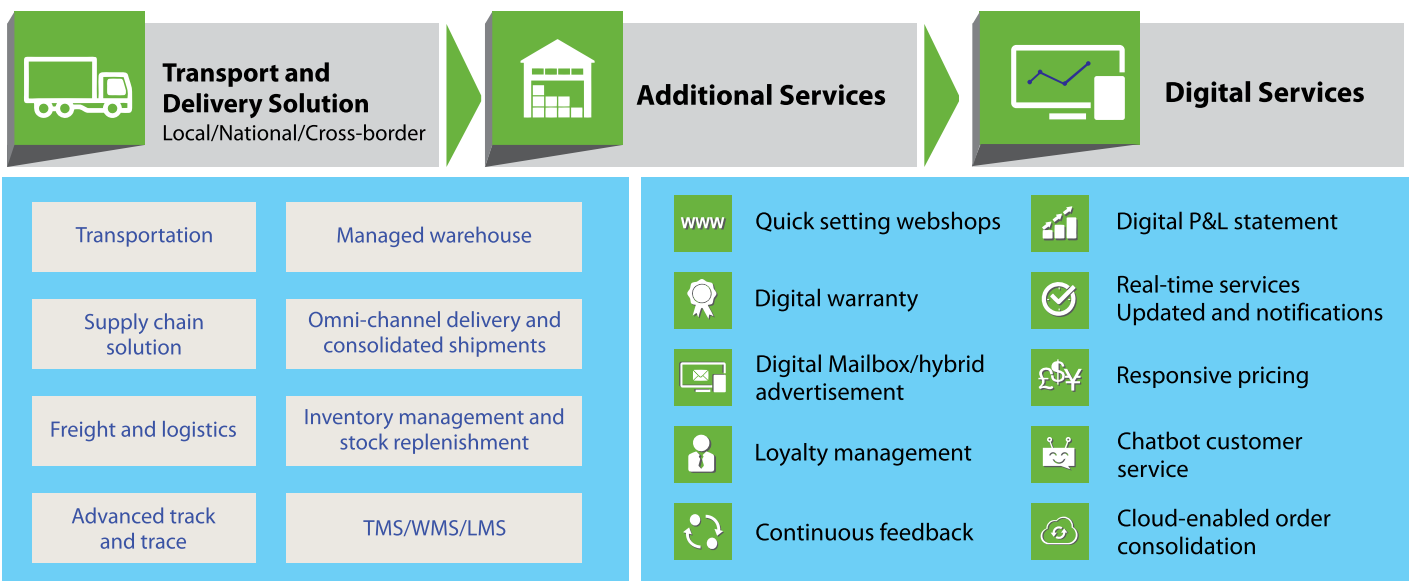 Transport and
Delivery Solution
Local/National/Cross-border
Additional Services
Digital Services
Transportation
Managed warehouse
Supply chain
solution
Omni-channel delivery and
consolidated shipments
Freight and logistics
Inventory management and
stock replenishment
Advanced track
and trace
TMS/WMS/LMS
www
Quick setting webshops
Digital warranty
Digital Mailbox/hybrid
advertisement
Loyalty management
Continuous feedback
Digital P&L statement
Real-time services
Updated and notifications
£$¥
Responsive pricing
Chatbot customer
service
Cloud-enabled order
consolidation